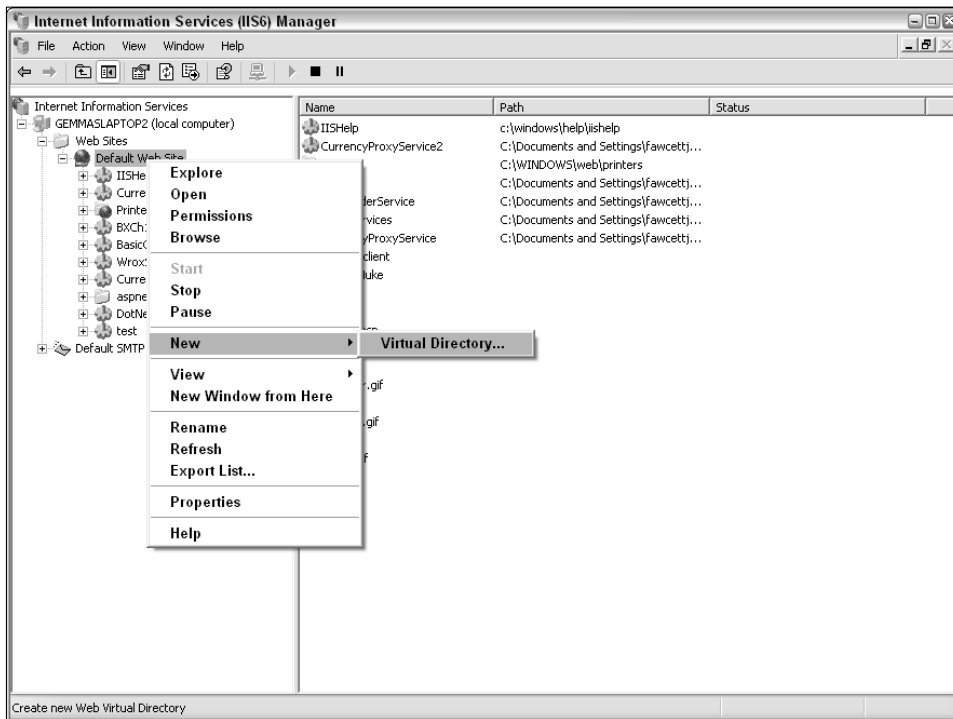 Internet Information Services (IIS6) Manager
File Action View Window Help
Internet Information Services
GEMMASLAPTOP2 (local computer)
Web Sites
Default Web Site
IISHe
Curre
Printe
BXCh
Basic
Wrox
Curre
aspne
DotNe
test
Default SMTP
Explore
Open
Permissions
Browse
Start
Stop
Pause
New
Virtual Directory...
View
New Window from Here
Rename
Refresh
Export List...
Properties
Help
Name Path Status
IISHelp c:\windows\help\iishelp
CurrencyProxyService2 C:\Documents and Settings\fawcettj...
C:\WINDOWS\web\printers
C:\Documents and Settings\fawcettj...
derService C:\Documents and Settings\fawcettj...
vices C:\Documents and Settings\fawcettj...
yProxyService C:\Documents and Settings\fawcettj...
client
uke
.gif
.gif
Create new Web Virtual Directory